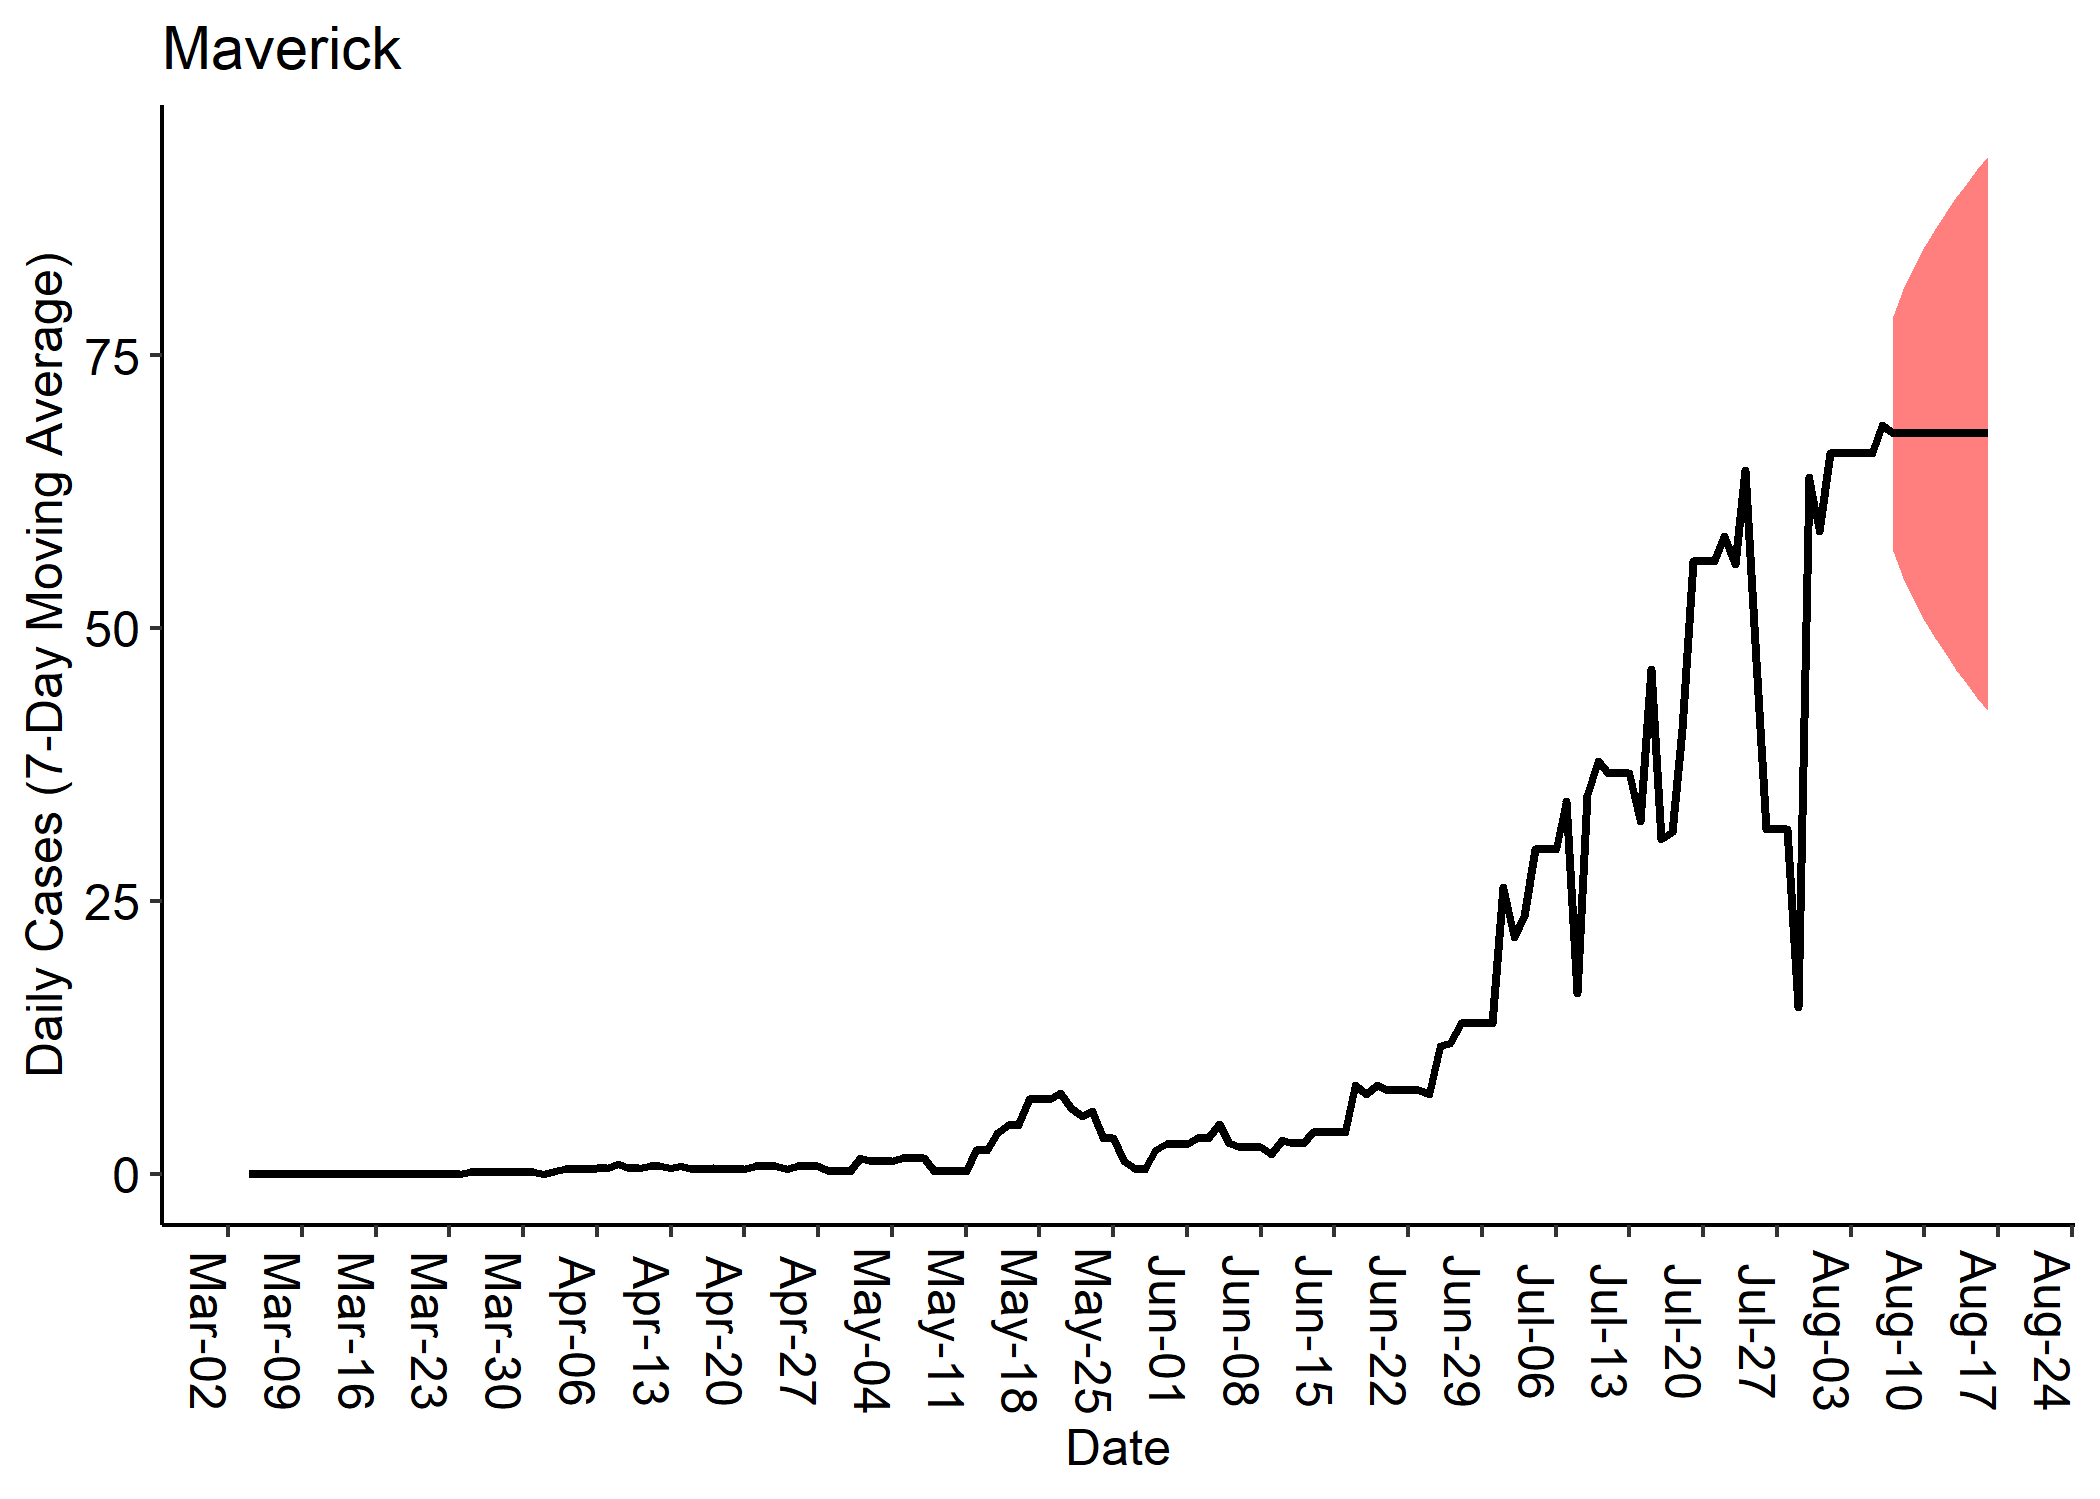 Maverick
Daily Cases (7-Day Moving Average)
75
50
25
0
Mar-02
Mar-09
Mar-16
Mar-23
Mar-30
Apr-06
Apr-13
Apr-20
Apr-27
May-04
May-11
May-18
May-25
Jun-01
Jun-08
Jun-15
Jun-22
Jun-29
Jul-06
Jul-13
Jul-20
Jul-27
Aug-03
Aug-10
Aug-17
Aug-24
Date